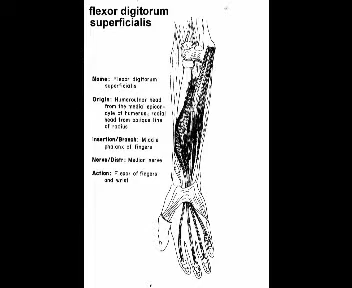 flexor digitorum
superficialis
Name: Flexor digitorum
superficialis
Origin: Humeroulnar head
from the medial epicon-
dyle of humerus; radial
head from oblique line
of radius
Insertion/Branch: Middle
phalanx of fingers
Nerve/Distr: Median nerve
Action: Flexor of fingers
and wrist